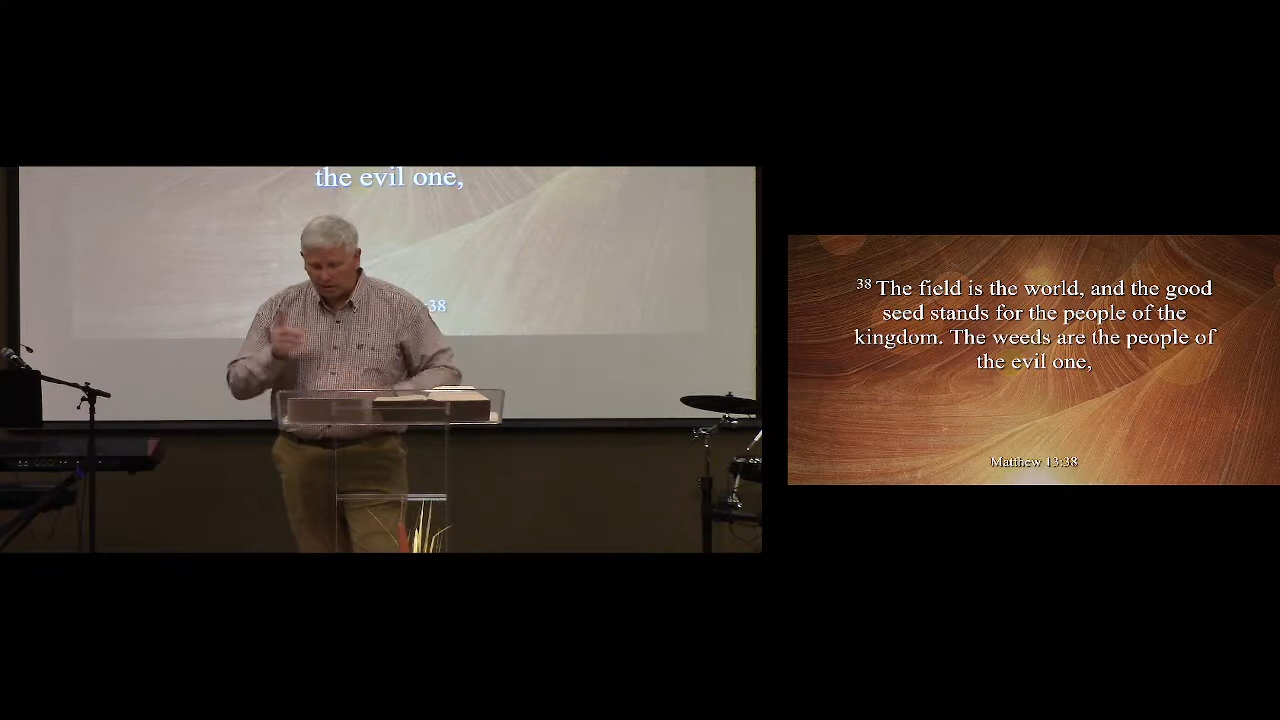 the evil one,
:38
38 The field is the world, and the good
seed stands for the people of the
kingdom. The weeds are the people of
the evil one,
Matthew 13:38